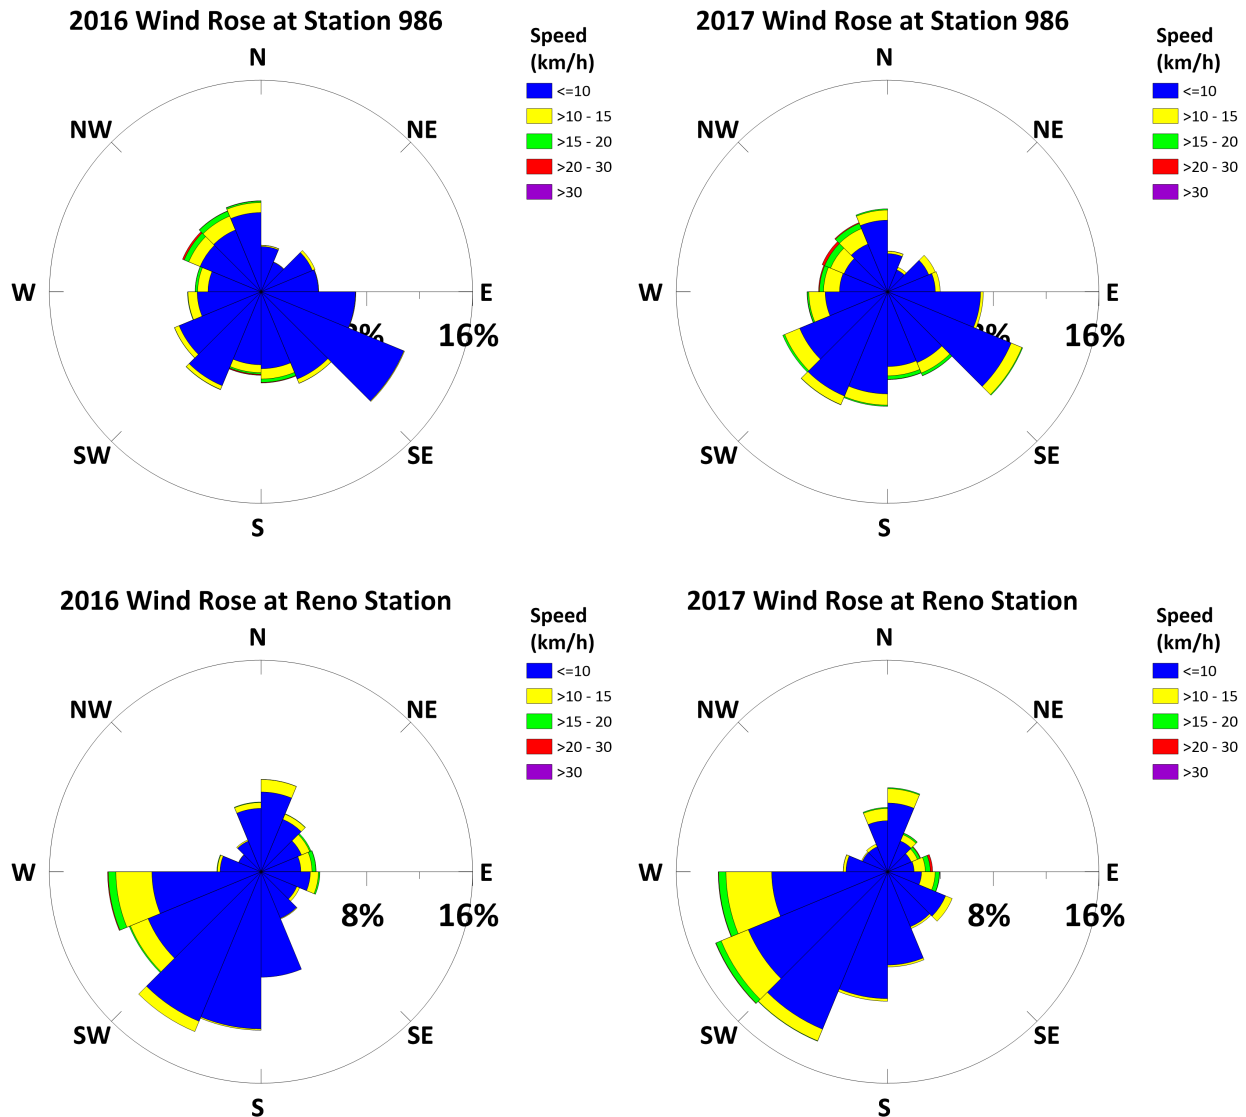 2016 Wind Rose at Station 986
Speed
(km/h)
<=10
>10 - 15
>15 - 20
>20 - 30
>30
N
NW
NE
W
E
16%
SW
SE
S
2017 Wind Rose at Station 986
Speed
(km/h)
<=10
>10 - 15
>15 - 20
>20 - 30
>30
N
NW
NE
W
E
16%
SW
SE
S
2016 Wind Rose at Reno Station
Speed
(km/h)
<=10
>10 - 15
>15 - 20
>20 - 30
>30
N
NW
NE
W
E
8%
16%
SW
SE
S
2017 Wind Rose at Reno Station
Speed
(km/h)
<=10
>10 - 15
>15 - 20
>20 - 30
>30
N
NW
NE
W
E
8%
16%
SW
SE
S